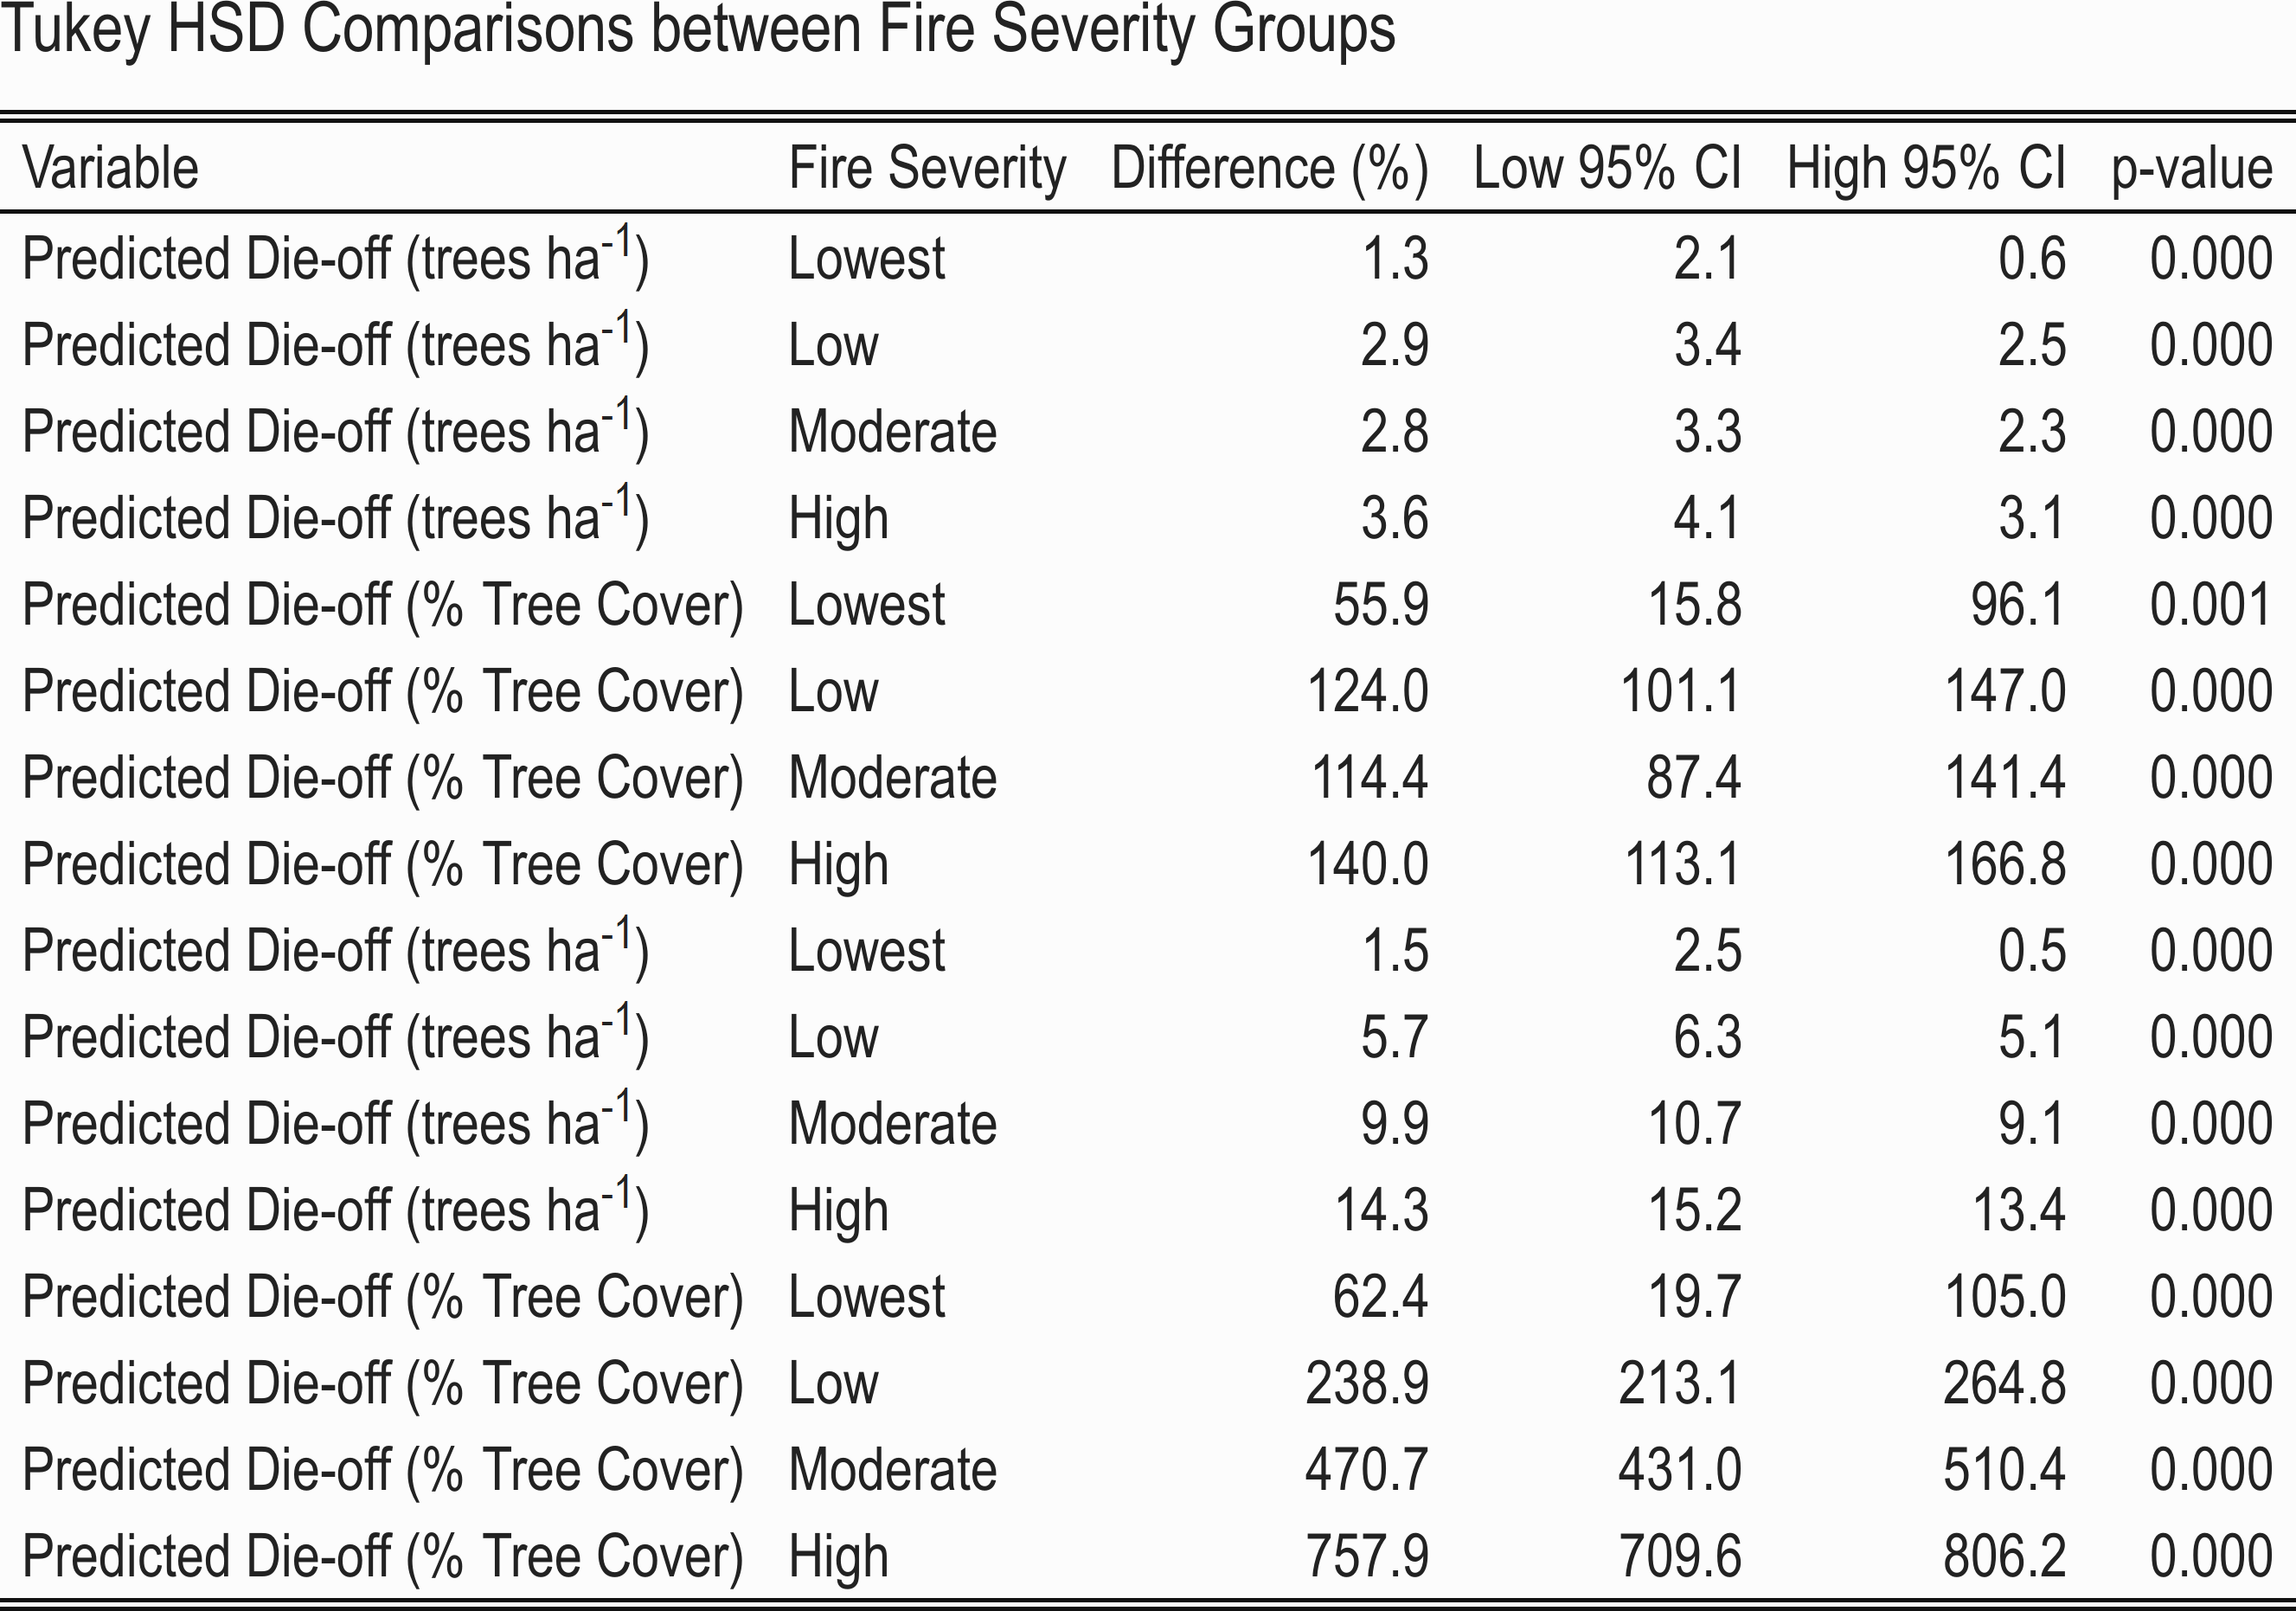 Tukey HSD Comparisons between Fire Severity Groups
Variable Fire Severity Difference (%) Low 95% CI High 95% CI p-value
Predicted Die-off (trees ha-1) Lowest 1.3 2.1 0.6 0.000
Predicted Die-off (trees ha-1) Low 2.9 3.4 2.5 0.000
Predicted Die-off (trees ha-1) Moderate 2.8 3.3 2.3 0.000
Predicted Die-off (trees ha-1) High 3.6 4.1 3.1 0.000
Predicted Die-off (% Tree Cover) Lowest 55.9 15.8 96.1 0.001
Predicted Die-off (% Tree Cover) Low 124.0 101.1 147.0 0.000
Predicted Die-off (% Tree Cover) Moderate 114.4 87.4 141.4 0.000
Predicted Die-off (% Tree Cover) High 140.0 113.1 166.8 0.000
Predicted Die-off (trees ha-1) Lowest 1.5 2.5 0.5 0.000
Predicted Die-off (trees ha-1) Low 5.7 6.3 5.1 0.000
Predicted Die-off (trees ha-1) Moderate 9.9 10.7 9.1 0.000
Predicted Die-off (trees ha-1) High 14.3 15.2 13.4 0.000
Predicted Die-off (% Tree Cover) Lowest 62.4 19.7 105.0 0.000
Predicted Die-off (% Tree Cover) Low 238.9 213.1 264.8 0.000
Predicted Die-off (% Tree Cover) Moderate 470.7 431.0 510.4 0.000
Predicted Die-off (% Tree Cover) High 757.9 709.6 806.2 0.000